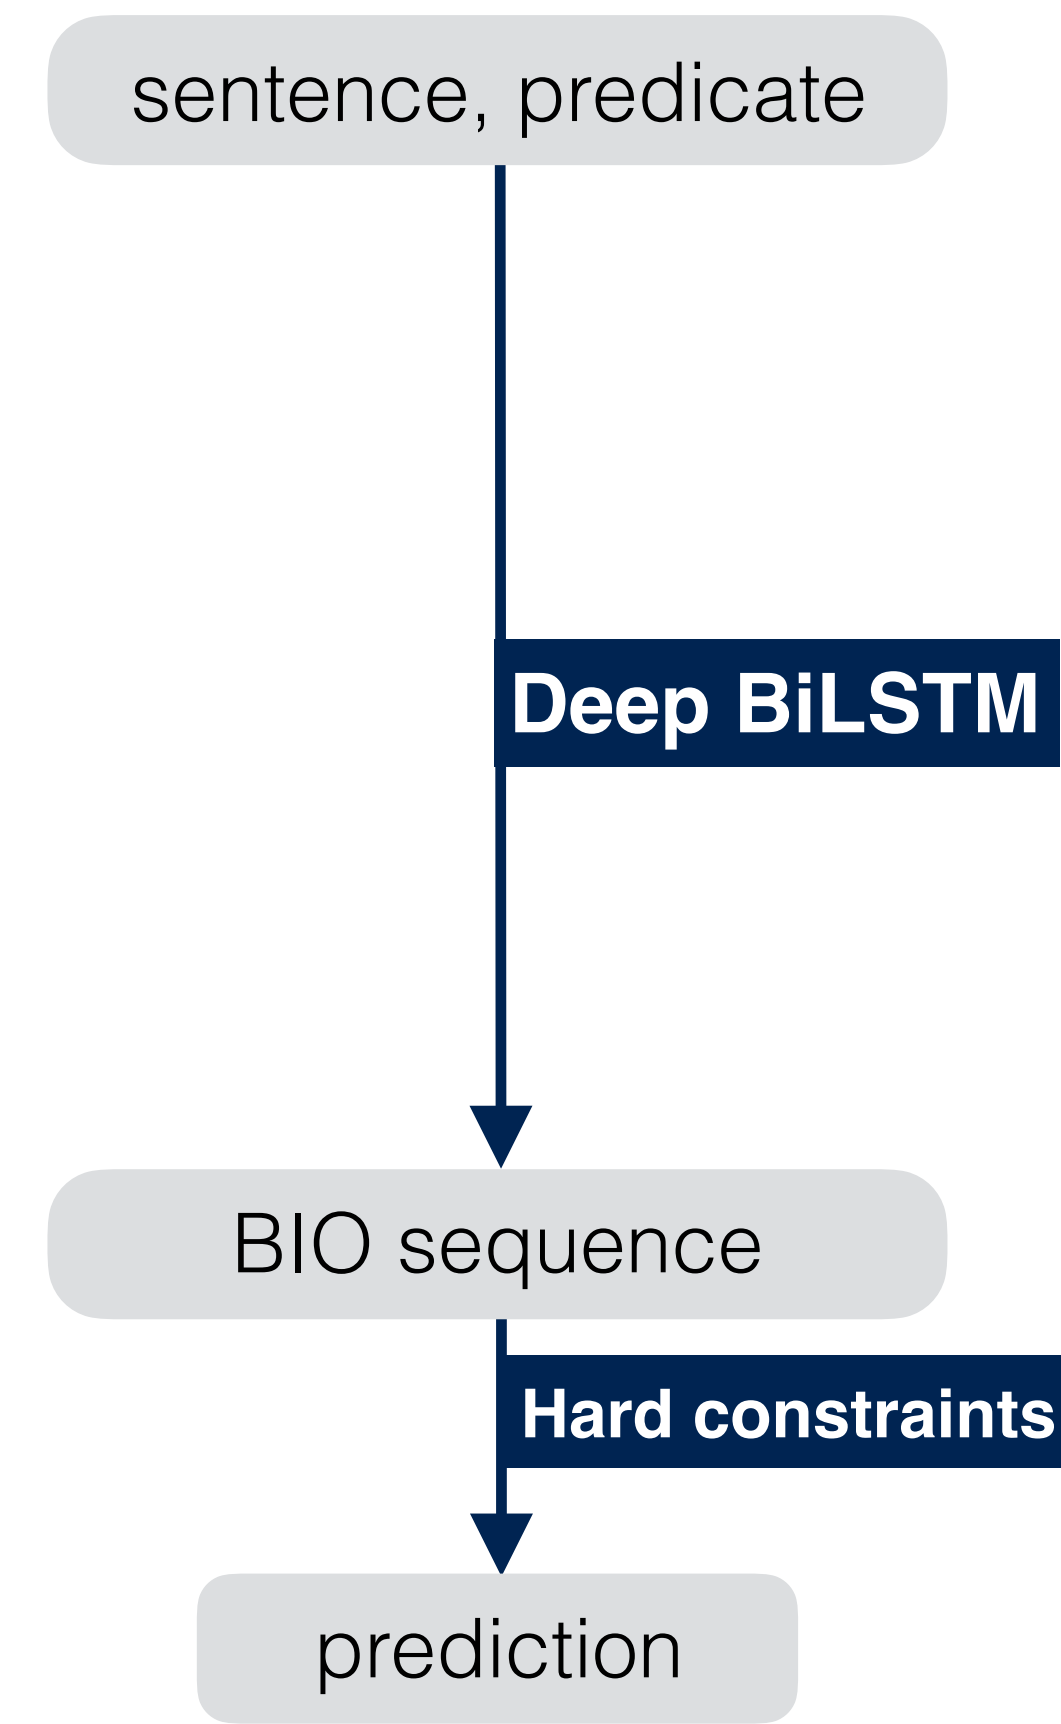 sentence, predicate
Deep BiLSTM
BIO sequence
Hard constraints
prediction